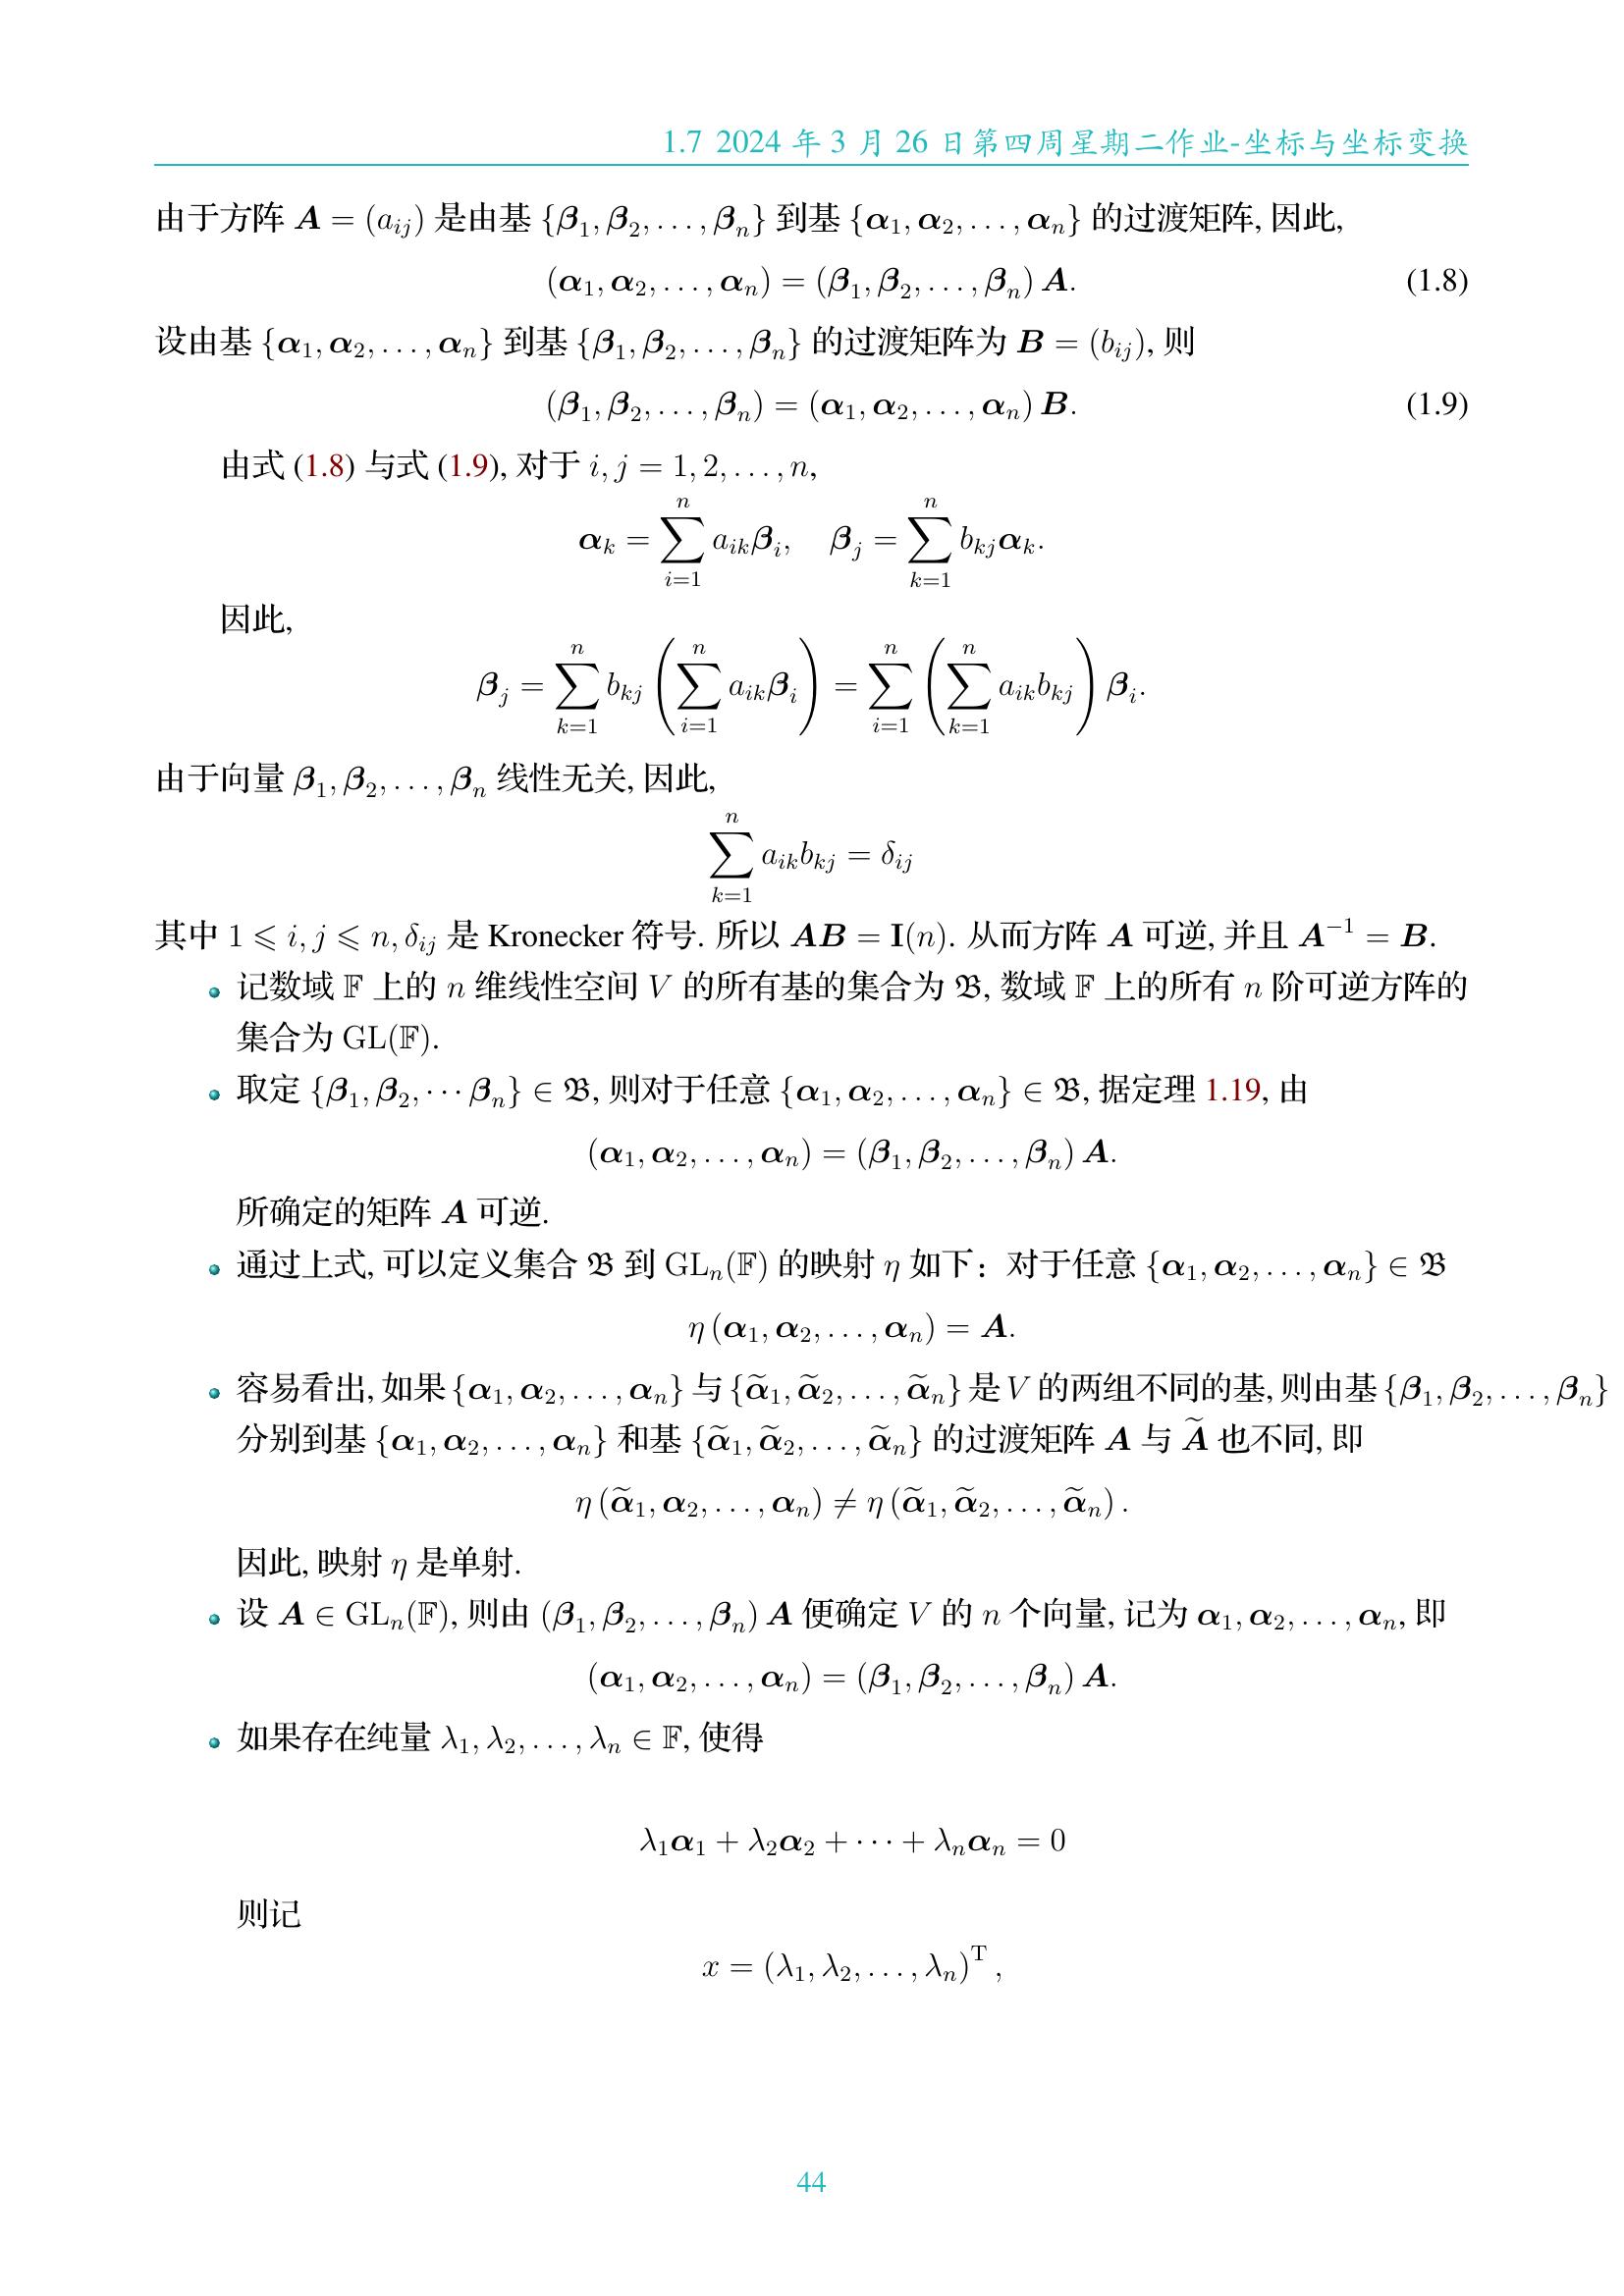 1.7 2024 年 3 月 26 日第四周星期二作业-坐标与坐标变换
由于方阵 $\boldsymbol{A} = (a_{ij})$ 是由基 $\{\boldsymbol{\beta}_1, \boldsymbol{\beta}_2, \ldots, \boldsymbol{\beta}_n\}$ 到基 $\{\boldsymbol{\alpha}_1, \boldsymbol{\alpha}_2, \ldots, \boldsymbol{\alpha}_n\}$ 的过渡矩阵, 因此,
$(\boldsymbol{\alpha}_1, \boldsymbol{\alpha}_2, \ldots, \boldsymbol{\alpha}_n) = (\boldsymbol{\beta}_1, \boldsymbol{\beta}_2, \ldots, \boldsymbol{\beta}_n) \boldsymbol{A}.$ (1.8)
设由基 $\{\boldsymbol{\alpha}_1, \boldsymbol{\alpha}_2, \ldots, \boldsymbol{\alpha}_n\}$ 到基 $\{\boldsymbol{\beta}_1, \boldsymbol{\beta}_2, \ldots, \boldsymbol{\beta}_n\}$ 的过渡矩阵为 $\boldsymbol{B} = (b_{ij})$, 则
$(\boldsymbol{\beta}_1, \boldsymbol{\beta}_2, \ldots, \boldsymbol{\beta}_n) = (\boldsymbol{\alpha}_1, \boldsymbol{\alpha}_2, \ldots, \boldsymbol{\alpha}_n) \boldsymbol{B}.$ (1.9)
由式 (1.8) 与式 (1.9), 对于 $i, j = 1, 2, \ldots, n$,
$\boldsymbol{\alpha}_k = \sum_{i=1}^{n} a_{ik} \boldsymbol{\beta}_i, \quad \boldsymbol{\beta}_j = \sum_{k=1}^{n} b_{kj} \boldsymbol{\alpha}_k.$
因此,
$\boldsymbol{\beta}_j = \sum_{k=1}^{n} b_{kj} \left( \sum_{i=1}^{n} a_{ik} \boldsymbol{\beta}_i \right) = \sum_{i=1}^{n} \left( \sum_{k=1}^{n} a_{ik} b_{kj} \right) \boldsymbol{\beta}_i.$
由于向量 $\boldsymbol{\beta}_1, \boldsymbol{\beta}_2, \ldots, \boldsymbol{\beta}_n$ 线性无关, 因此,
$\sum_{k=1}^{n} a_{ik} b_{kj} = \delta_{ij}$
其中 $1 \leqslant i, j \leqslant n, \delta_{ij}$ 是 Kronecker 符号. 所以 $\boldsymbol{AB} = \mathbf{I}(n)$. 从而方阵 $\boldsymbol{A}$ 可逆, 并且 $\boldsymbol{A}^{-1} = \boldsymbol{B}$.
• 记数域 $\mathbb{F}$ 上的 $n$ 维线性空间 $V$ 的所有基的集合为 $\mathfrak{B}$, 数域 $\mathbb{F}$ 上的所有 $n$ 阶可逆方阵的
集合为 $\mathrm{GL}(\mathbb{F})$.
• 取定 $\{\boldsymbol{\beta}_1, \boldsymbol{\beta}_2, \cdots \boldsymbol{\beta}_n\} \in \mathfrak{B}$, 则对于任意 $\{\boldsymbol{\alpha}_1, \boldsymbol{\alpha}_2, \ldots, \boldsymbol{\alpha}_n\} \in \mathfrak{B}$, 据定理 1.19, 由
$(\boldsymbol{\alpha}_1, \boldsymbol{\alpha}_2, \ldots, \boldsymbol{\alpha}_n) = (\boldsymbol{\beta}_1, \boldsymbol{\beta}_2, \ldots, \boldsymbol{\beta}_n) \boldsymbol{A}.$
所确定的矩阵 $\boldsymbol{A}$ 可逆.
• 通过上式, 可以定义集合 $\mathfrak{B}$ 到 $\mathrm{GL}_n(\mathbb{F})$ 的映射 $\eta$ 如下：对于任意 $\{\boldsymbol{\alpha}_1, \boldsymbol{\alpha}_2, \ldots, \boldsymbol{\alpha}_n\} \in \mathfrak{B}$
$\eta(\boldsymbol{\alpha}_1, \boldsymbol{\alpha}_2, \ldots, \boldsymbol{\alpha}_n) = \boldsymbol{A}.$
• 容易看出, 如果 $\{\boldsymbol{\alpha}_1, \boldsymbol{\alpha}_2, \ldots, \boldsymbol{\alpha}_n\}$ 与 $\{\widetilde{\boldsymbol{\alpha}}_1, \widetilde{\boldsymbol{\alpha}}_2, \ldots, \widetilde{\boldsymbol{\alpha}}_n\}$ 是 $V$ 的两组不同的基, 则由基 $\{\boldsymbol{\beta}_1, \boldsymbol{\beta}_2, \ldots, \boldsymbol{\beta}_n\}$
分别到基 $\{\boldsymbol{\alpha}_1, \boldsymbol{\alpha}_2, \ldots, \boldsymbol{\alpha}_n\}$ 和基 $\{\widetilde{\boldsymbol{\alpha}}_1, \widetilde{\boldsymbol{\alpha}}_2, \ldots, \widetilde{\boldsymbol{\alpha}}_n\}$ 的过渡矩阵 $\boldsymbol{A}$ 与 $\widetilde{\boldsymbol{A}}$ 也不同, 即
$\eta(\widetilde{\boldsymbol{\alpha}}_1, \boldsymbol{\alpha}_2, \ldots, \boldsymbol{\alpha}_n) \neq \eta(\widetilde{\boldsymbol{\alpha}}_1, \widetilde{\boldsymbol{\alpha}}_2, \ldots, \widetilde{\boldsymbol{\alpha}}_n).$
因此, 映射 $\eta$ 是单射.
• 设 $\boldsymbol{A} \in \mathrm{GL}_n(\mathbb{F})$, 则由 $(\boldsymbol{\beta}_1, \boldsymbol{\beta}_2, \ldots, \boldsymbol{\beta}_n) \boldsymbol{A}$ 便确定 $V$ 的 $n$ 个向量, 记为 $\boldsymbol{\alpha}_1, \boldsymbol{\alpha}_2, \ldots, \boldsymbol{\alpha}_n$, 即
$(\boldsymbol{\alpha}_1, \boldsymbol{\alpha}_2, \ldots, \boldsymbol{\alpha}_n) = (\boldsymbol{\beta}_1, \boldsymbol{\beta}_2, \ldots, \boldsymbol{\beta}_n) \boldsymbol{A}.$
• 如果存在纯量 $\lambda_1, \lambda_2, \ldots, \lambda_n \in \mathbb{F}$, 使得
$\lambda_1 \boldsymbol{\alpha}_1 + \lambda_2 \boldsymbol{\alpha}_2 + \cdots + \lambda_n \boldsymbol{\alpha}_n = 0$
则记
$x = (\lambda_1, \lambda_2, \ldots, \lambda_n)^{\mathrm{T}},$
44